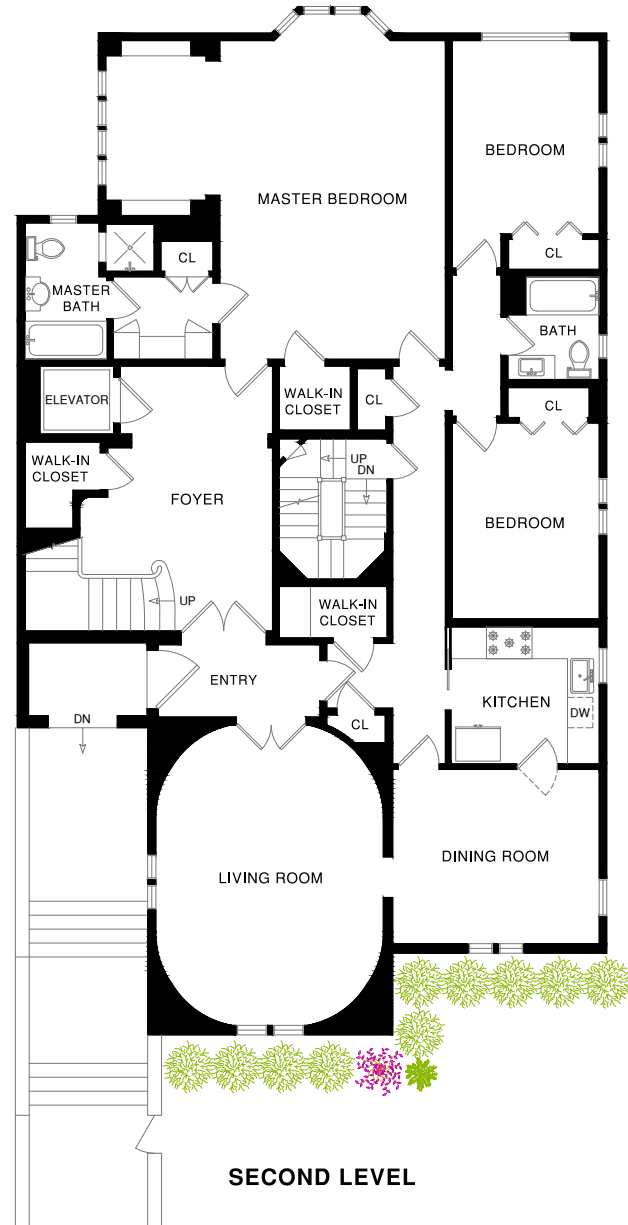 BEDROOM
MASTER BEDROOM
CL
CL
MASTER
BATH
BATH
ELEVATOR
WALK-IN
CLOSET
CL
CL
WALK-IN
CLOSET
UP
DN
FOYER
BEDROOM
UP
WALK-IN
CLOSET
ENTRY
KITCHEN
DW
DN
CL
DINING ROOM
LIVING ROOM
SECOND LEVEL